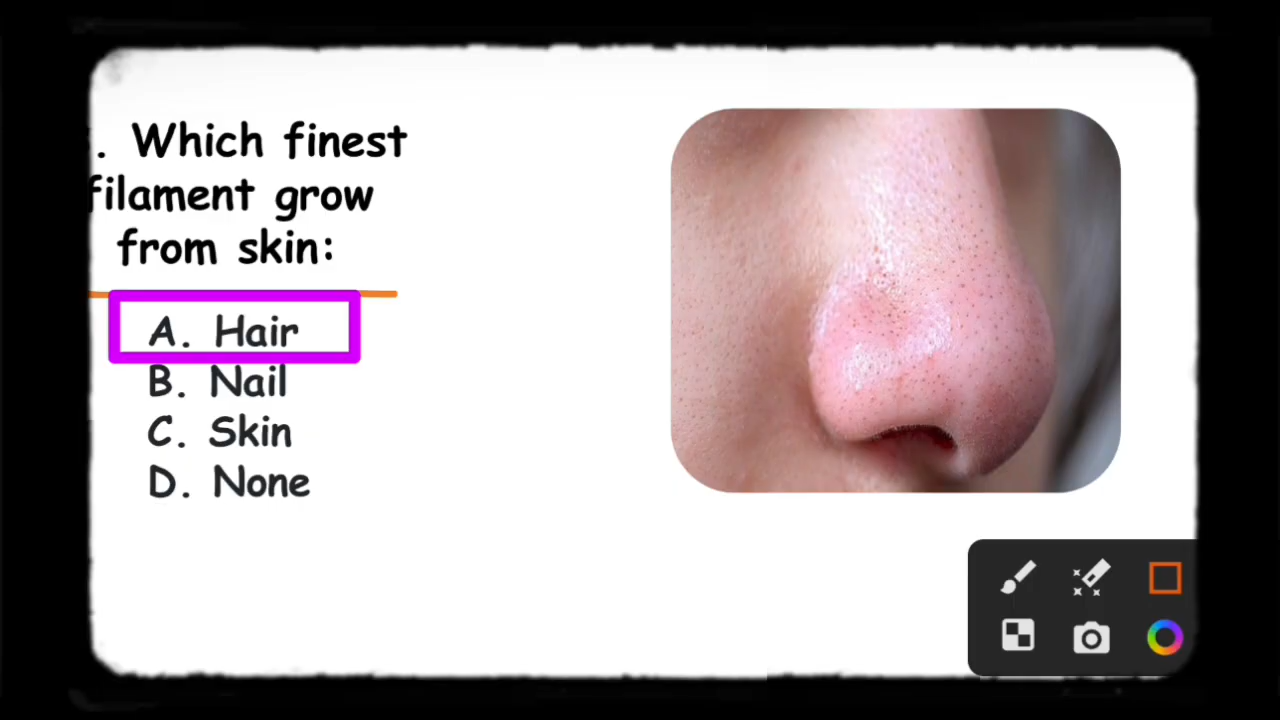 . Which finest
filament grow
from skin:
A. Hair
B. Nail
C. Skin
D. None